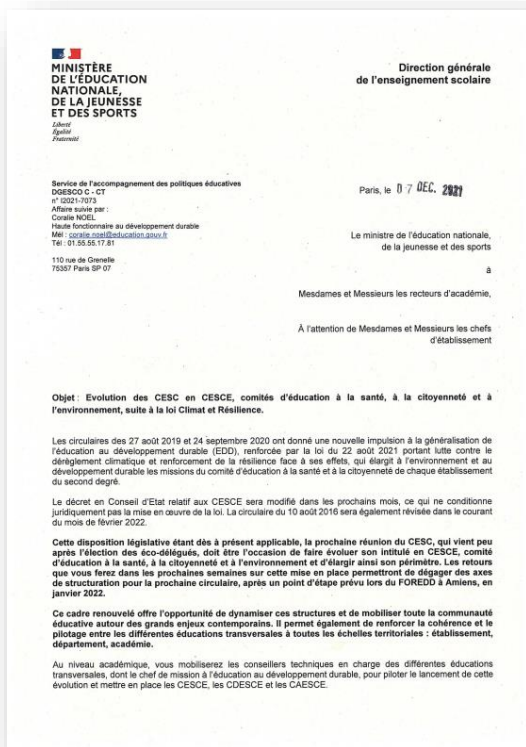 MINISTÈRE
DE L'ÉDUCATION
NATIONALE,
DE LA JEUNESSE
ET DES SPORTS
Liberté
Égalité
Fraternité
Direction générale
de l'enseignement scolaire
Service de l'accompagnement des politiques éducatives
DGESCO C - CT
n° I2021-7073
Affaire suivie par :
Coralie NOEL
Haute fonctionnaire au développement durable
Mél : coralie.noel@education.gouv.fr
Tél : 01.55.55.17.81
110 rue de Grenelle
75357 Paris SP 07
Paris, le 07 DEC. 2021
Le ministre de l'éducation nationale,
de la jeunesse et des sports
à
Mesdames et Messieurs les recteurs d'académie,
À l'attention de Mesdames et Messieurs les chefs
d'établissement
Objet : Evolution des CESC en CESCE, comités d'éducation à la santé, à la citoyenneté et à
l'environnement, suite à la loi Climat et Résilience.
Les circulaires des 27 août 2019 et 24 septembre 2020 ont donné une nouvelle impulsion à la généralisation de
l'éducation au développement durable (EDD), renforcée par la loi du 22 août 2021 portant lutte contre le
dérèglement climatique et renforcement de la résilience face à ses effets, qui élargit à l'environnement et au
développement durable les missions du comité d'éducation à la santé et à la citoyenneté de chaque établissement
du second degré.
Le décret en Conseil d'Etat relatif aux CESCE sera modifié dans les prochains mois, ce qui ne conditionne
juridiquement pas la mise en œuvre de la loi. La circulaire du 10 août 2016 sera également révisée dans le courant
du mois de février 2022.
Cette disposition législative étant dès à présent applicable, la prochaine réunion du CESC, qui vient peu
après l'élection des éco-délégués, doit être l'occasion de faire évoluer son intitulé en CESCE, comité
d'éducation à la santé, à la citoyenneté et à l'environnement et d'élargir ainsi son périmètre. Les retours
que vous ferez dans les prochaines semaines sur cette mise en place permettront de dégager des axes
de structuration pour la prochaine circulaire, après un point d'étape prévu lors du FOREDD à Amiens, en
janvier 2022.
Ce cadre renouvelé offre l'opportunité de dynamiser ces structures et de mobiliser toute la communauté
éducative autour des grands enjeux contemporains. Il permet également de renforcer la cohérence et le
pilotage entre les différentes éducations transversales à toutes les échelles territoriales : établissement,
département, académie.
Au niveau académique, vous mobiliserez les conseillers techniques en charge des différentes éducations
transversales, dont le chef de mission à l'éducation au développement durable, pour piloter le lancement de cette
évolution et mettre en place les CESCE, les CDESCE et les CAESCE.